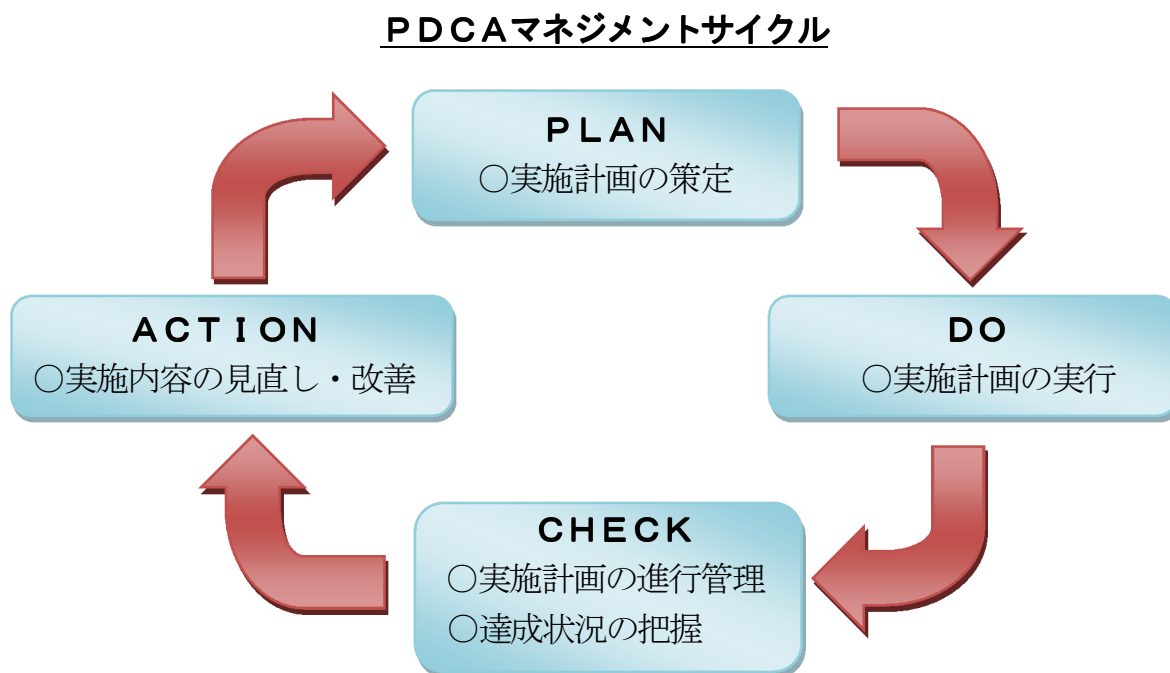 ＰＤＣＡマネジメントサイクル
ＰＬＡＮ
○実施計画の策定
ＤＯ
○実施計画の実行
ＣＨＥＣＫ
○実施計画の進行管理
○達成状況の把握
ＡＣＴＩＯＮ
○実施内容の見直し・改善